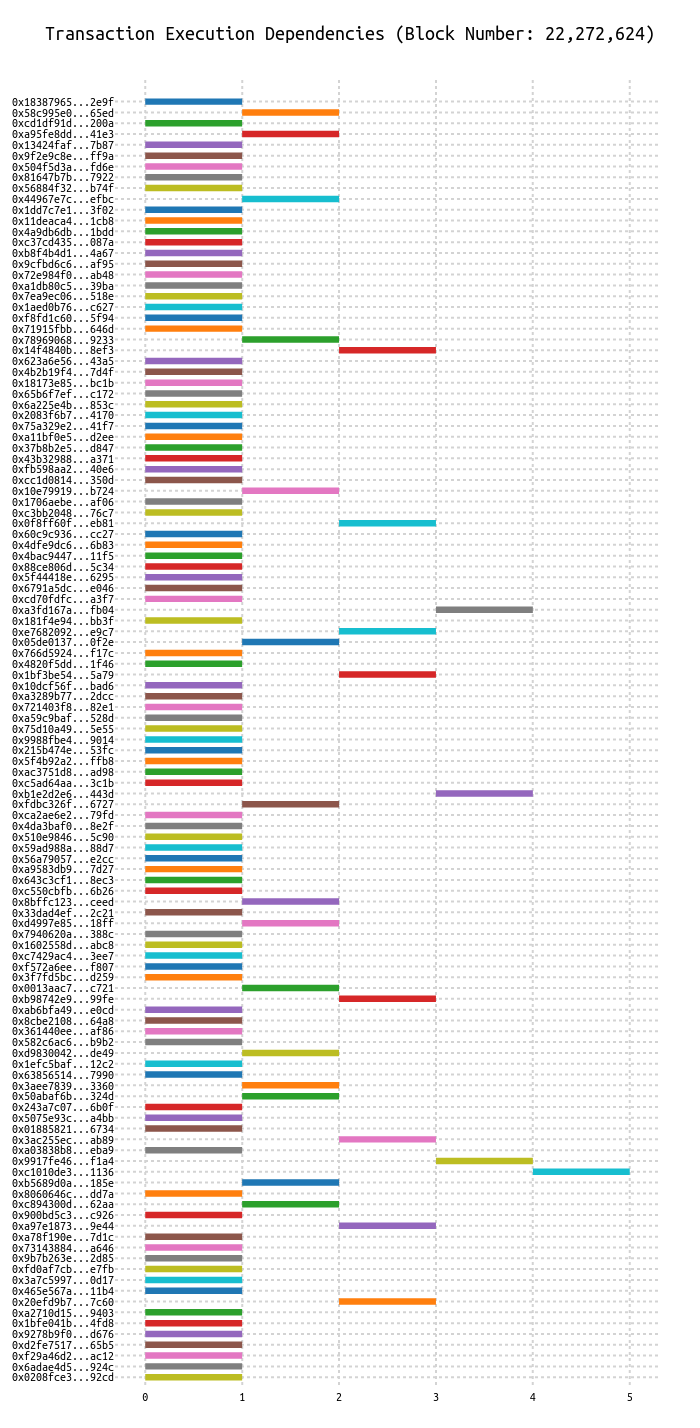 Transaction Execution Dependencies (Block Number: 22,272,624)
0x18387965...2e9f
0x58c995e0...65ed
0xcd1df91d...200a
0xa95fe8dd...41e3
0x13424faf...7b87
0x9f2e9c8e...ff9a
0x504f5d3a...fd6e
0x81647b7b...7922
0x56884f32...b74f
0x44967e7c...efbc
0x1dd7c7e1...3f02
0x11deaca4...1cb8
0x4a9db6db...1bdd
0xc37cd435...087a
0xb8f4b4d1...4a67
0x9cfbd6c6...af95
0x72e984f0...ab48
0xa1db80c5...39ba
0x7ea9ec06...518e
0x1aed0b76...c627
0xf8fd1c60...5f94
0x71915fbb...646d
0x78969068...9233
0x14f4840b...8ef3
0x623a6e56...43a5
0x4b2b19f4...7d4f
0x18173e85...bc1b
0x65b6f7ef...c172
0x6a225e4b...853c
0x2083f6b7...4170
0x75a329e2...41f7
0xa11bf0e5...d2ee
0x37b8b2e5...d847
0x43b32988...a371
0xfb598aa2...40e6
0xcc1d0814...350d
0x10e79919...b724
0x1706aebe...af06
0xc3bb2048...76c7
0x0f8ff60f...eb81
0x60c9c936...cc27
0x4dfe9dc6...6b83
0x4bac9447...11f5
0x88ce806d...5c34
0x5f44418e...6295
0x6791a5dc...e046
0xcd70fdfc...a3f7
0xa3fd167a...fb04
0x181f4e94...bb3f
0xe7682092...e9c7
0x05de0137...0f2e
0x766d5924...f17c
0x4820f5dd...1f46
0x1bf3be54...5a79
0x10dcf56f...bad6
0xa3289b77...2dcc
0x721403f8...82e1
0xa59c9baf...528d
0x75d10a49...5e55
0x9988fbe4...9014
0x215b474e...53fc
0x5f4b92a2...ffb8
0xac3751d8...ad98
0xc5ad64aa...3c1b
0xb1e2d2e6...443d
0xfdbc326f...6727
0xca2ae6e2...79fd
0x4da3baf0...8e2f
0x510e9846...5c90
0x59ad988a...88d7
0x56a79057...e2cc
0xa9583db9...7d27
0x643c3cf1...8ec3
0xc550cbfb...6b26
0x8bffc123...ceed
0x33dad4ef...2c21
0xd4997e85...18ff
0x7940620a...388c
0x1602558d...abc8
0xc7429ac4...3ee7
0xf572a6ee...f807
0x3f7fd5bc...d259
0x0013aac7...c721
0xb98742e9...99fe
0xab6bfa49...e0cd
0x8cbe2108...64a8
0x361440ee...af86
0x582c6ac6...b9b2
0xd9830042...de49
0x1efc5baf...12c2
0x63856514...7990
0x3aee7839...3360
0x50abaf6b...324d
0x243a7c07...6b0f
0x5075e93c...a4bb
0x01885821...6734
0x3ac255ec...ab89
0xa03838b8...eba9
0x9917fe46...f1a4
0xc1010de3...1136
0xb5689d0a...185e
0x8060646c...dd7a
0xc894300d...62aa
0x900bd5c3...c926
0xa97e1873...9e44
0xa78f190e...7d1c
0x73143884...a646
0x9b7b263e...2d85
0xfd0af7cb...e7fb
0x3a7c5997...0d17
0x465e567a...11b4
0x20efd9b7...7c60
0xa2710d15...9403
0x1bfe041b...4fd8
0x9278b9f0...d676
0xd2fe7517...65b5
0xf29a46d2...ac12
0x6adae4d5...924c
0x0208fce3...92cd
0 1 2 3 4 5